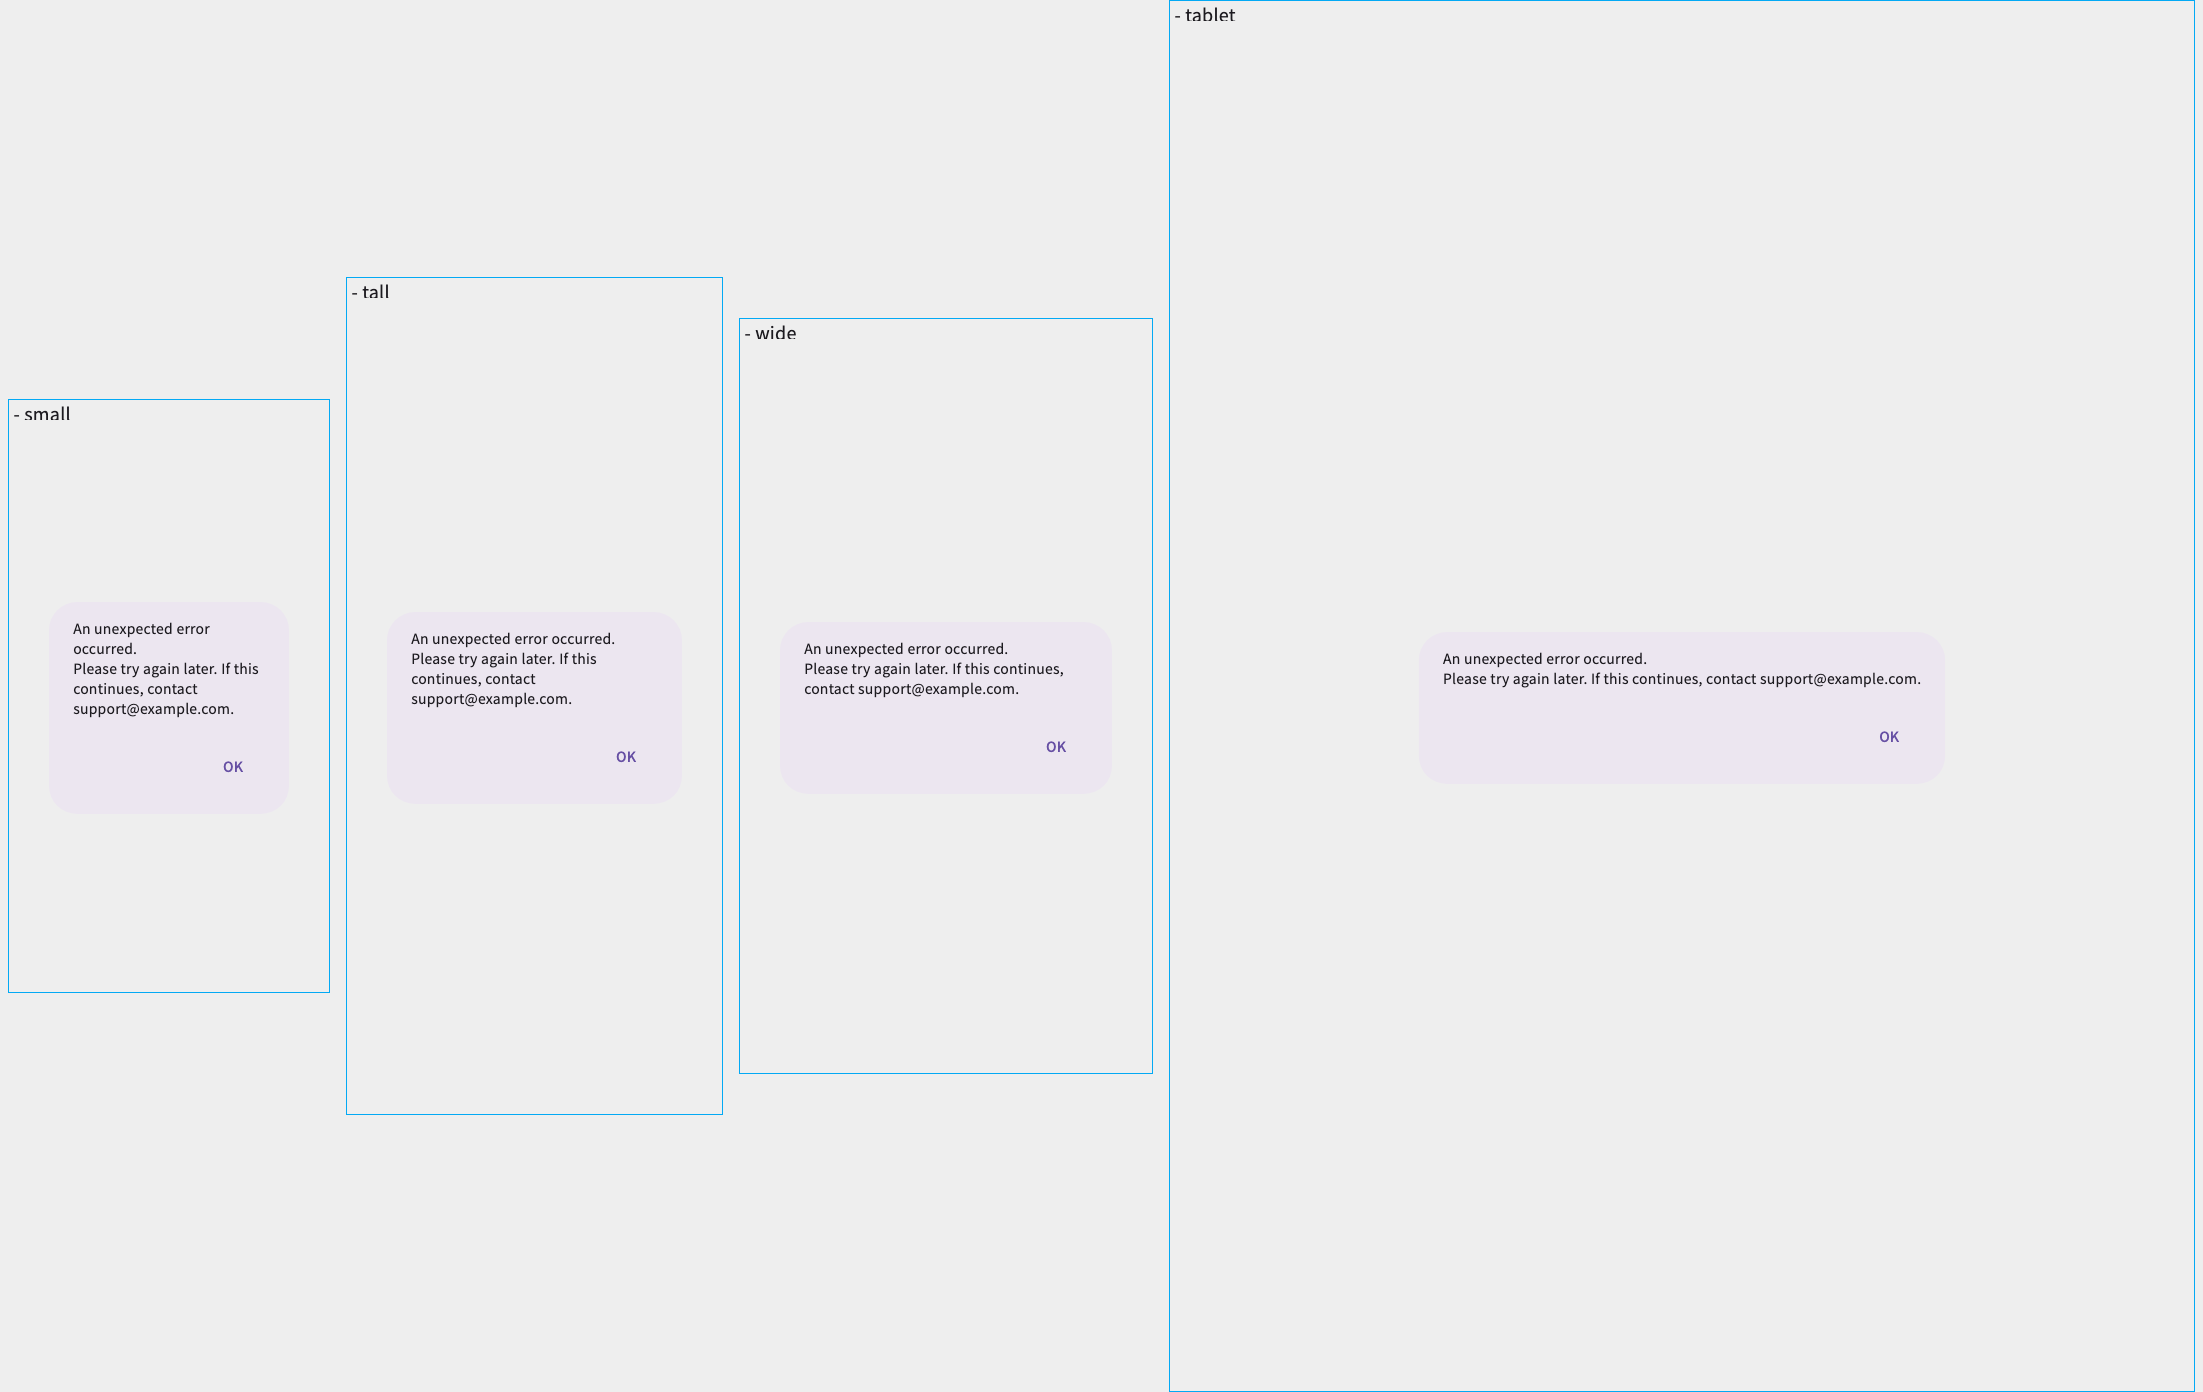 - small
An unexpected error
occurred.
Please try again later. If this
continues, contact
support@example.com.
OK
- tall
An unexpected error occurred.
Please try again later. If this
continues, contact
support@example.com.
OK
- wide
An unexpected error occurred.
Please try again later. If this continues,
contact support@example.com.
OK
- tablet
An unexpected error occurred.
Please try again later. If this continues, contact support@example.com.
OK